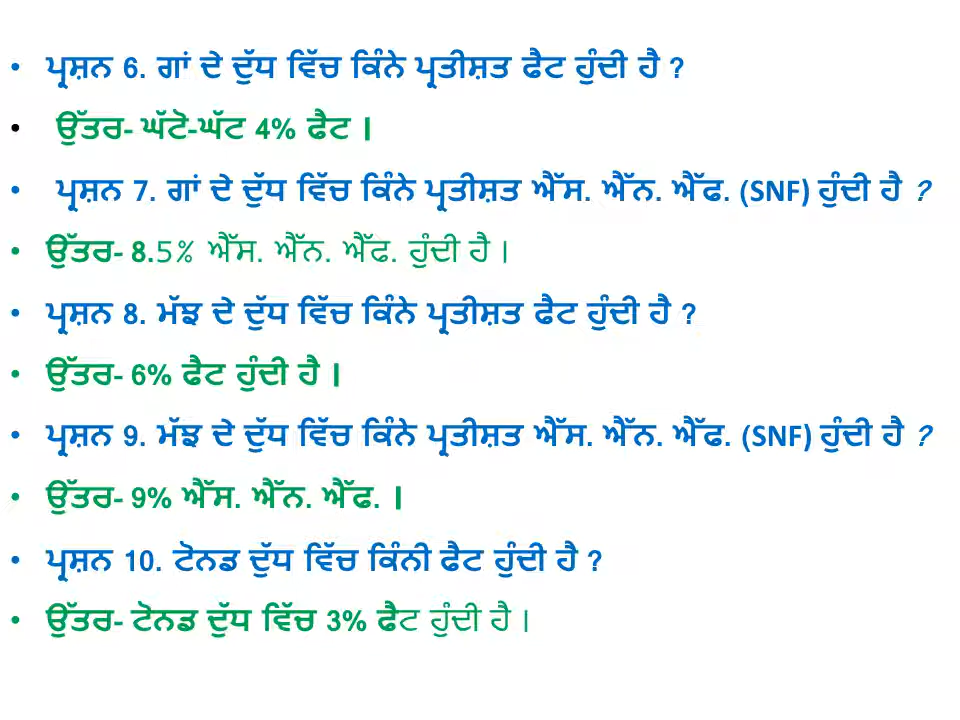 • ਪ੍ਰਸ਼ਨ 6. ਗਾਂ ਦੇ ਦੁੱਧ ਵਿੱਚ ਕਿੰਨੇ ਪ੍ਰਤੀਸ਼ਤ ਫੈਟ ਹੁੰਦੀ ਹੈ ?
• ਉੱਤਰ- ਘੱਟੋ-ਘੱਟ 4% ਫੈਟ ।
• ਪ੍ਰਸ਼ਨ 7. ਗਾਂ ਦੇ ਦੁੱਧ ਵਿੱਚ ਕਿੰਨੇ ਪ੍ਰਤੀਸ਼ਤ ਐੱਸ. ਐੱਨ. ਐੱਫ. (SNF) ਹੁੰਦੀ ਹੈ ?
• ਉੱਤਰ- 8.5% ਐੱਸ. ਐੱਨ. ਐੱਫ. ਹੁੰਦੀ ਹੈ ।
• ਪ੍ਰਸ਼ਨ 8. ਮੱਝ ਦੇ ਦੁੱਧ ਵਿੱਚ ਕਿੰਨੇ ਪ੍ਰਤੀਸ਼ਤ ਫੈਟ ਹੁੰਦੀ ਹੈ ?
• ਉੱਤਰ- 6% ਫੈਟ ਹੁੰਦੀ ਹੈ ।
• ਪ੍ਰਸ਼ਨ 9. ਮੱਝ ਦੇ ਦੁੱਧ ਵਿੱਚ ਕਿੰਨੇ ਪ੍ਰਤੀਸ਼ਤ ਐੱਸ. ਐੱਨ. ਐੱਫ. (SNF) ਹੁੰਦੀ ਹੈ ?
• ਉੱਤਰ- 9% ਐੱਸ. ਐੱਨ. ਐੱਫ. ।
• ਪ੍ਰਸ਼ਨ 10. ਟੋਨਡ ਦੁੱਧ ਵਿੱਚ ਕਿੰਨੀ ਫੈਟ ਹੁੰਦੀ ਹੈ ?
• ਉੱਤਰ- ਟੋਨਡ ਦੁੱਧ ਵਿੱਚ 3% ਫੈਟ ਹੁੰਦੀ ਹੈ ।